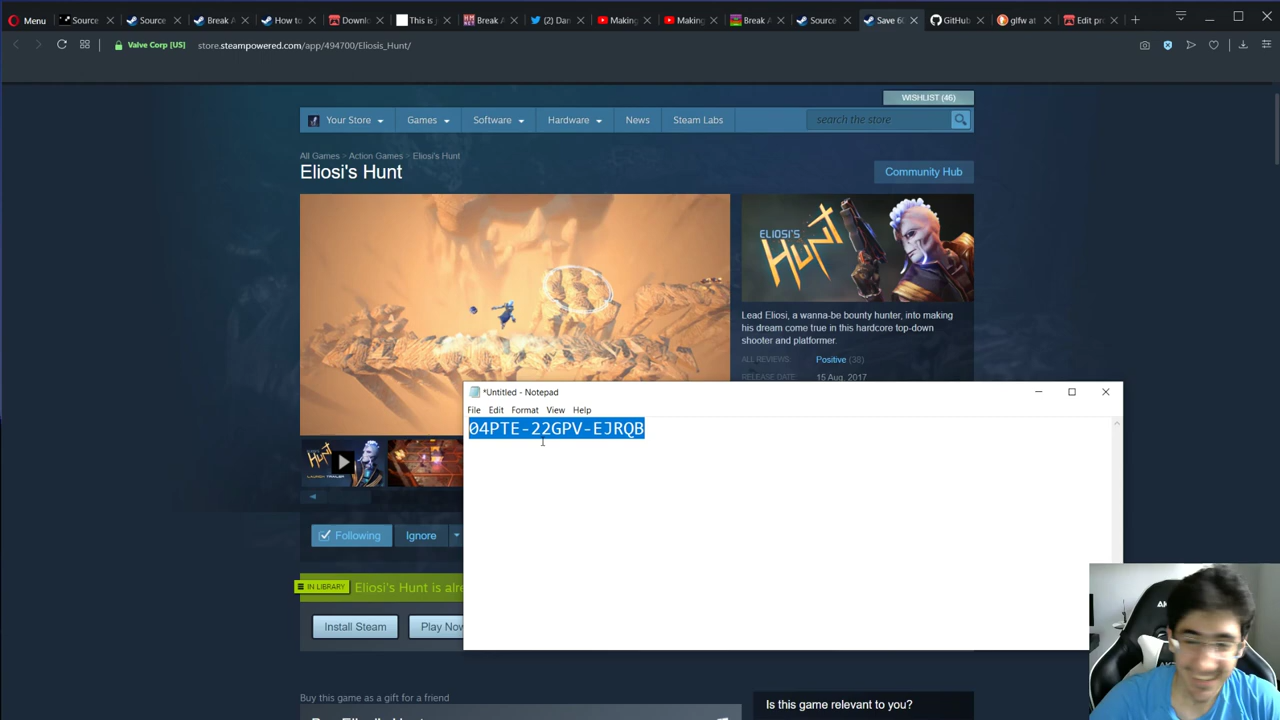 Menu
Source
Source
Break A
How to
Downlo
This is j
Break A
Dan
Making
Making
Break A
Source
Save 60
GitHub
glfw at
Edit pro
Valve Corp [US]
store.steampowered.com/app/494700/Eliosis_Hunt/
WISHLIST (46)
Your Store
Games
Software
Hardware
News
Steam Labs
search the store
All Games > Action Games > Eliosi's Hunt
Eliosi's Hunt
Community Hub
ELIOSI'S
HUNT
Lead Eliosi, a wanna-be bounty hunter, into making
his dream come true in this hardcore top-down
shooter and platformer.
ALL REVIEWS: Positive (38)
RELEASE DATE: 15 Aug, 2017
*Untitled - Notepad
File Edit Format View Help
04PTE-22GPV-EJRQB
HUNT
Following
Ignore
IN LIBRARY
Eliosi's Hunt is alre
Install Steam
Play Now
Buy this game as a gift for a friend
Is this game relevant to you?